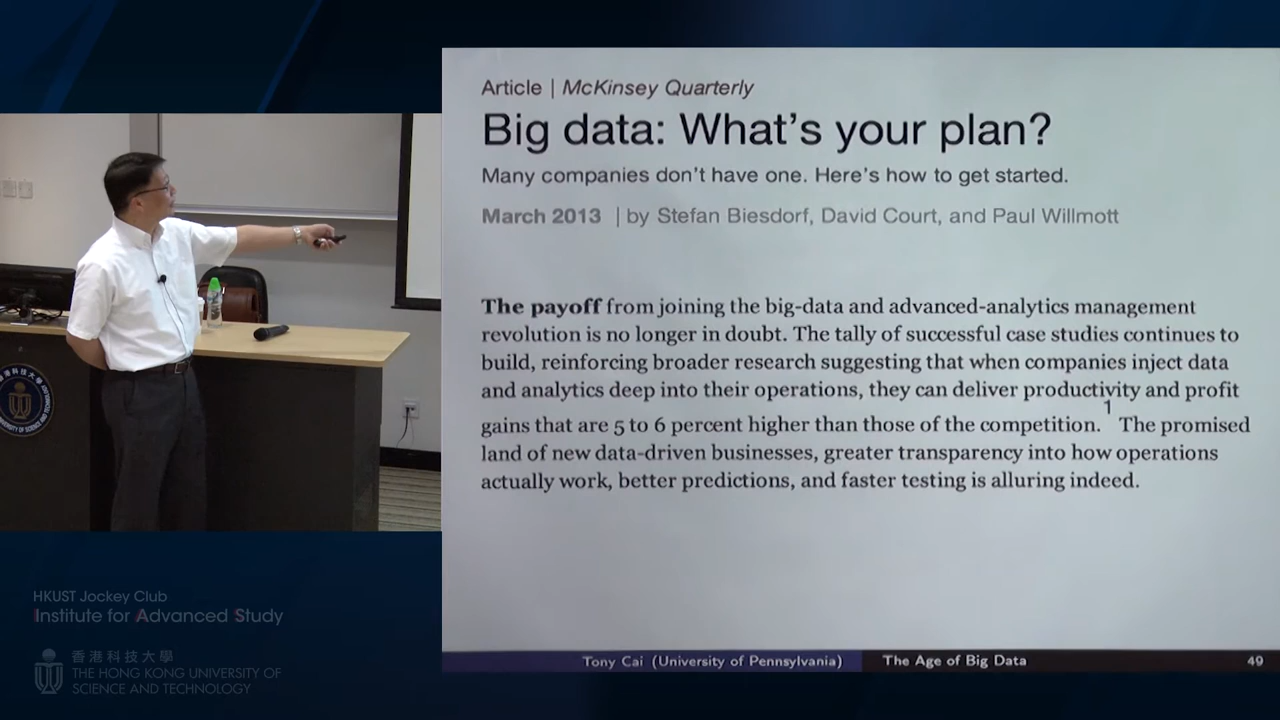 Article | McKinsey Quarterly
Big data: What's your plan?
Many companies don't have one. Here's how to get started.
March 2013 | by Stefan Biesdorf, David Court, and Paul Willmott
The payoff from joining the big-data and advanced-analytics management
revolution is no longer in doubt. The tally of successful case studies continues to
build, reinforcing broader research suggesting that when companies inject data
and analytics deep into their operations, they can deliver productivity and profit
gains that are 5 to 6 percent higher than those of the competition.1 The promised
land of new data-driven businesses, greater transparency into how operations
actually work, better predictions, and faster testing is alluring indeed.
Tony Cai (University of Pennsylvania) The Age of Big Data 49
HKUST Jockey Club
Institute for Advanced Study
香港科技大學
THE HONG KONG UNIVERSITY OF
SCIENCE AND TECHNOLOGY